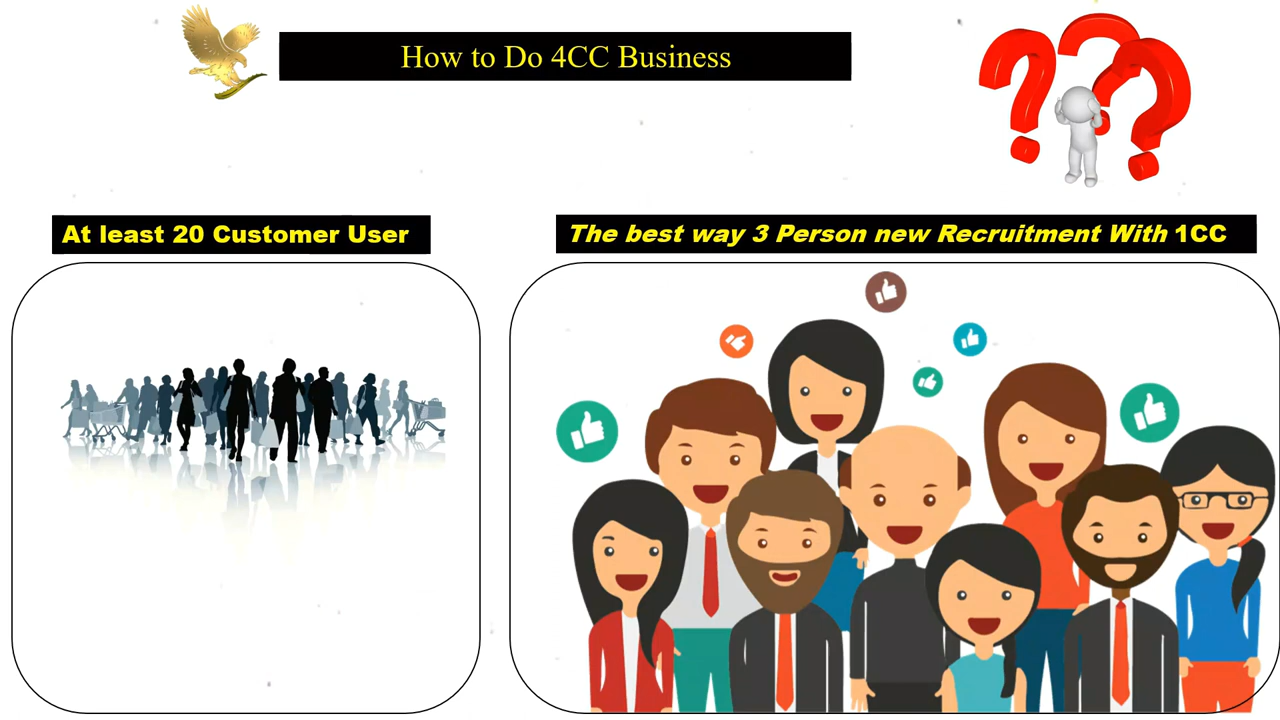 How to Do 4CC Business
At least 20 Customer User
The best way 3 Person new Recruitment With 1CC